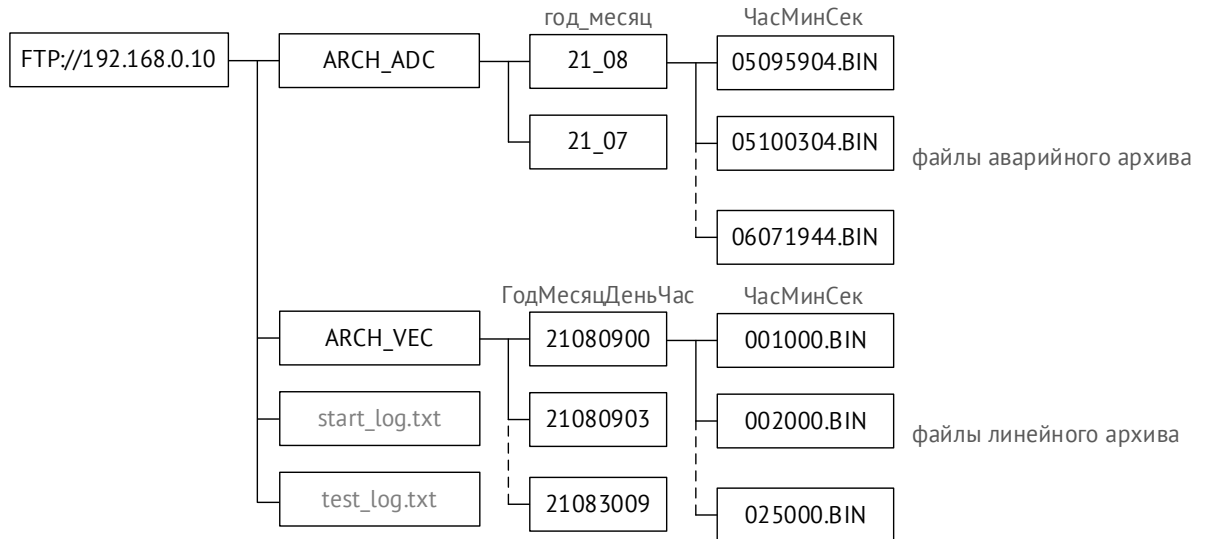 год_месяц
ЧасМинСек
FTP://192.168.0.10
ARCH_ADC
21_08
05095904.BIN
21_07
05100304.BIN
файлы аварийного архива
06071944.BIN
ГодМесяцДеньЧас
ЧасМинСек
ARCH_VEC
21080900
001000.BIN
start_log.txt
21080903
002000.BIN
файлы линейного архива
test_log.txt
21083009
025000.BIN